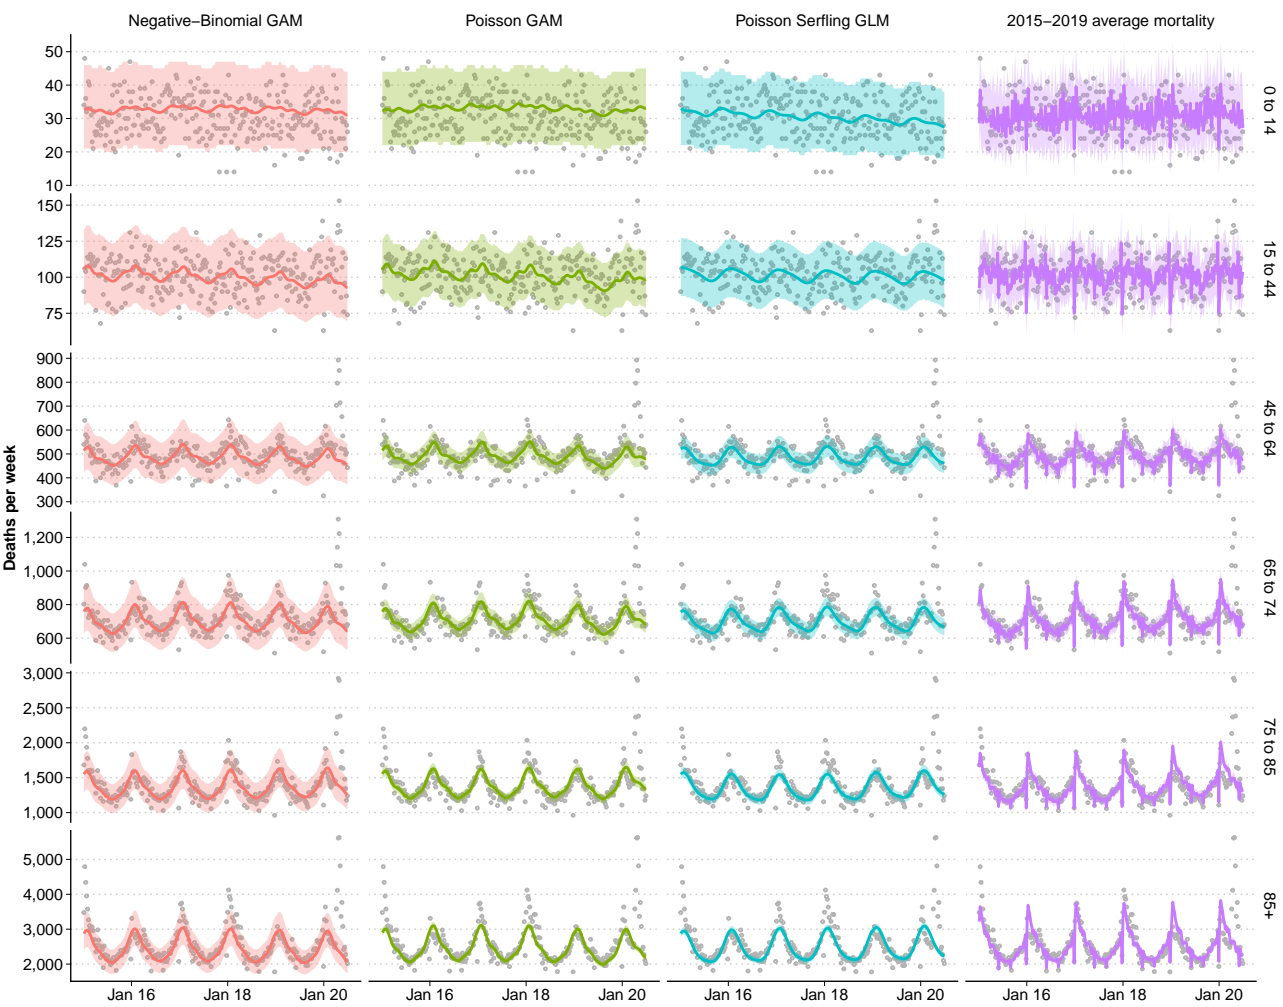 Negative−Binomial GAM
Poisson GAM
Poisson Serfling GLM
2015−2019 average mortality
50
40
30
20
10
0 to 14
150
125
100
75
15 to 44
900
800
700
600
500
400
300
45 to 64
1,200
1,000
800
600
65 to 74
3,000
2,500
2,000
1,500
1,000
75 to 85
5,000
4,000
3,000
2,000
85+
Deaths per week
Jan 16 Jan 18 Jan 20
Jan 16 Jan 18 Jan 20
Jan 16 Jan 18 Jan 20
Jan 16 Jan 18 Jan 20